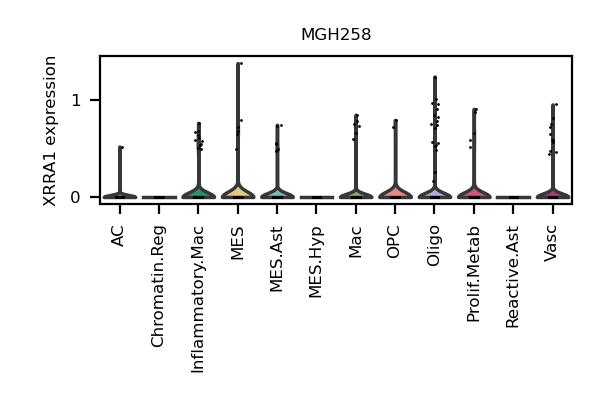 MGH258
XRRA1 expression
1
0
AC
Chromatin.Reg
Inflammatory.Mac
MES
MES.Ast
MES.Hyp
Mac
OPC
Oligo
Prolif.Metab
Reactive.Ast
Vasc